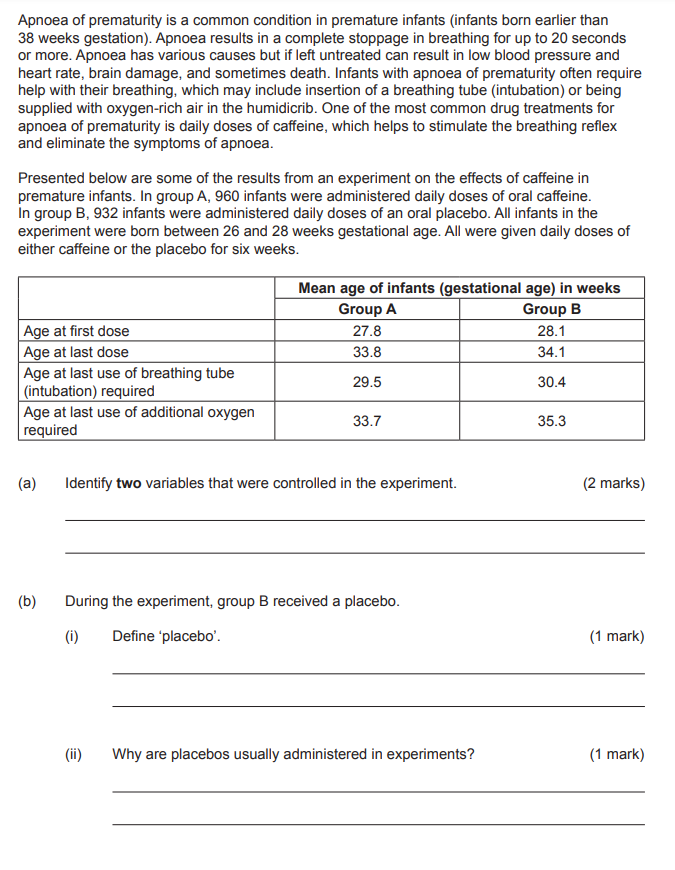 Apnoea of prematurity is a common condition in premature infants (infants born earlier than
38 weeks gestation). Apnoea results in a complete stoppage in breathing for up to 20 seconds
or more. Apnoea has various causes but if left untreated can result in low blood pressure and
heart rate, brain damage, and sometimes death. Infants with apnoea of prematurity often require
help with their breathing, which may include insertion of a breathing tube (intubation) or being
supplied with oxygen-rich air in the humidicrib. One of the most common drug treatments for
apnoea of prematurity is daily doses of caffeine, which helps to stimulate the breathing reflex
and eliminate the symptoms of apnoea.
Presented below are some of the results from an experiment on the effects of caffeine in
premature infants. In group A, 960 infants were administered daily doses of oral caffeine.
In group B, 932 infants were administered daily doses of an oral placebo. All infants in the
experiment were born between 26 and 28 weeks gestational age. All were given daily doses of
either caffeine or the placebo for six weeks.
Mean age of infants (gestational age) in weeks
Group A Group B
Age at first dose 27.8 28.1
Age at last dose 33.8 34.1
Age at last use of breathing tube
(intubation) required 29.5 30.4
Age at last use of additional oxygen
required 33.7 35.3
(a) Identify two variables that were controlled in the experiment. (2 marks)
(b) During the experiment, group B received a placebo.
(i) Define ‘placebo’. (1 mark)
(ii) Why are placebos usually administered in experiments? (1 mark)